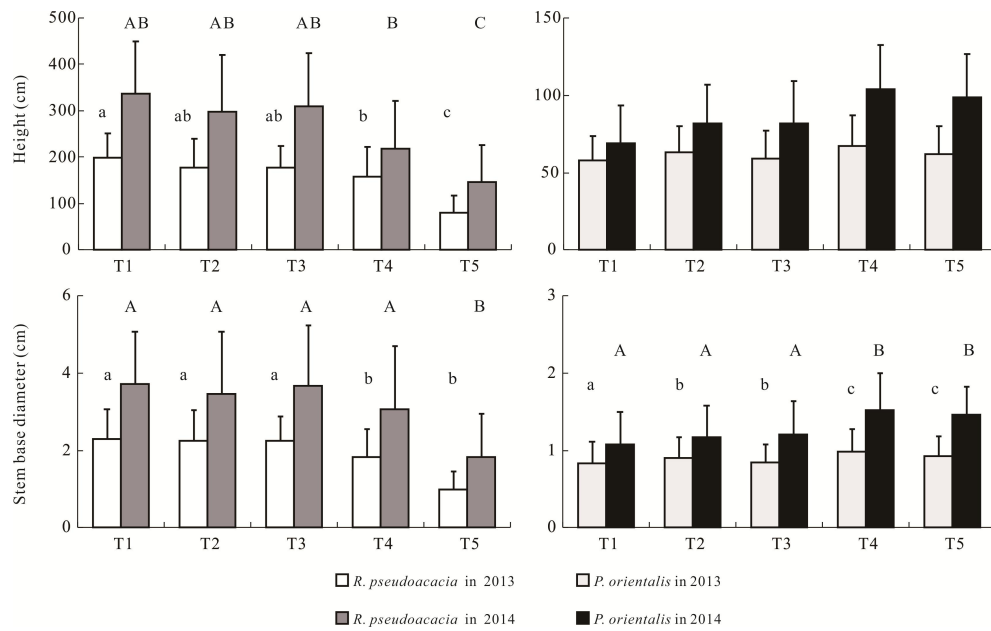 500 AB AB AB B C
400
300
200
100
0
a ab ab b c
Height (cm)
T1 T2 T3 T4 T5
150
100
50
0
T1 T2 T3 T4 T5
6
4
2
0
A A A A B
a a a b b
Stem base diameter (cm)
T1 T2 T3 T4 T5
3
2
1
0
A A A B B
a b b c c
T1 T2 T3 T4 T5
R. pseudoacacia in 2013 P. orientalis in 2013
R. pseudoacacia in 2014 P. orientalis in 2014